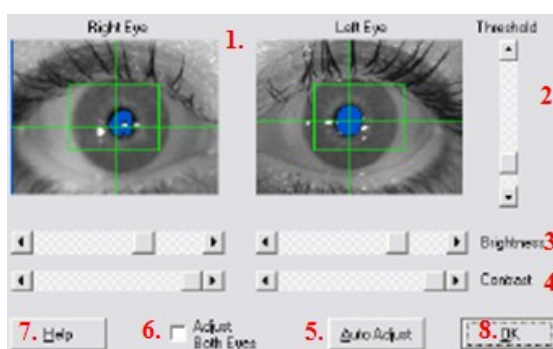 Right Eye 1. Left Eye Threshold
2
Brightness 3
Contrast 4
7. Help 6. Adjust Both Eyes 5. Auto Adjust 8. OK